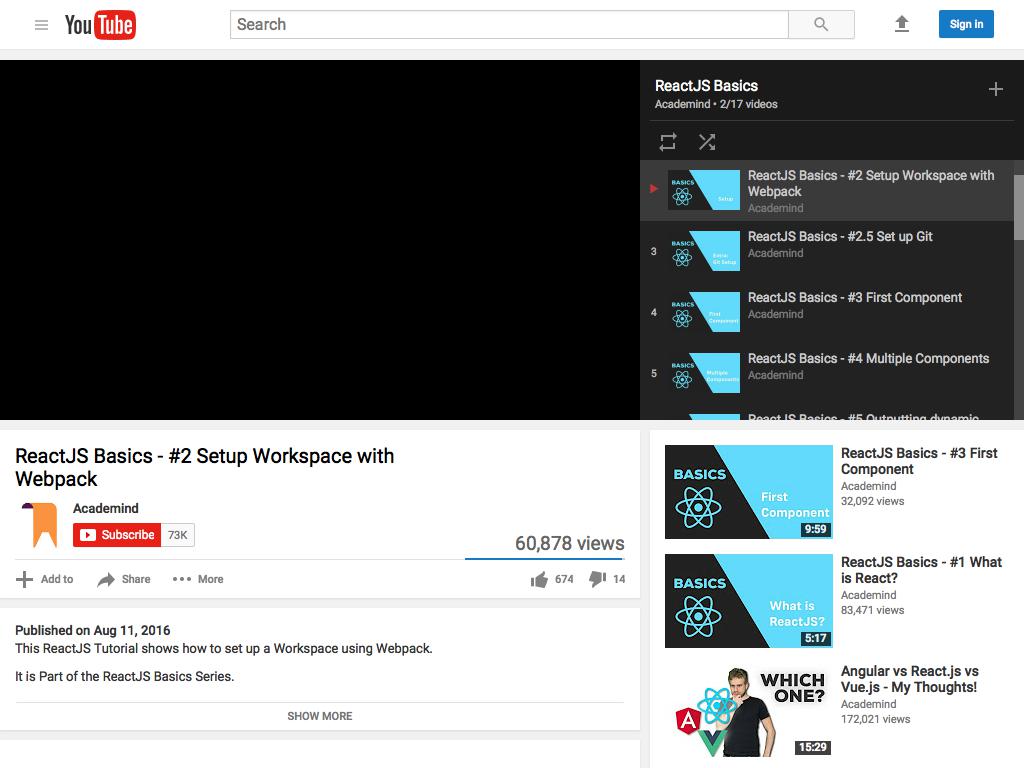 YouTube
Search
Sign in
ReactJS Basics
Academind • 2/17 videos
BASICS
Setup
ReactJS Basics - #2 Setup Workspace with
Webpack
Academind
3
BASICS
Extra:
Git Setup
ReactJS Basics - #2.5 Set up Git
Academind
4
BASICS
First
Component
ReactJS Basics - #3 First Component
Academind
5
BASICS
Multiple
Components
ReactJS Basics - #4 Multiple Components
Academind
ReactJS Basics - #5 Outputting dynamic
ReactJS Basics - #2 Setup Workspace with
Webpack
Academind
Subscribe 73K
60,878 views
Add to Share More 674 14
Published on Aug 11, 2016
This ReactJS Tutorial shows how to set up a Workspace using Webpack.
It is Part of the ReactJS Basics Series.
SHOW MORE
BASICS
First
Component
9:59
ReactJS Basics - #3 First
Component
Academind
32,092 views
BASICS
What is
ReactJS?
5:17
ReactJS Basics - #1 What
is React?
Academind
83,471 views
WHICH
ONE?
A
15:29
Angular vs React.js vs
Vue.js - My Thoughts!
Academind
172,021 views